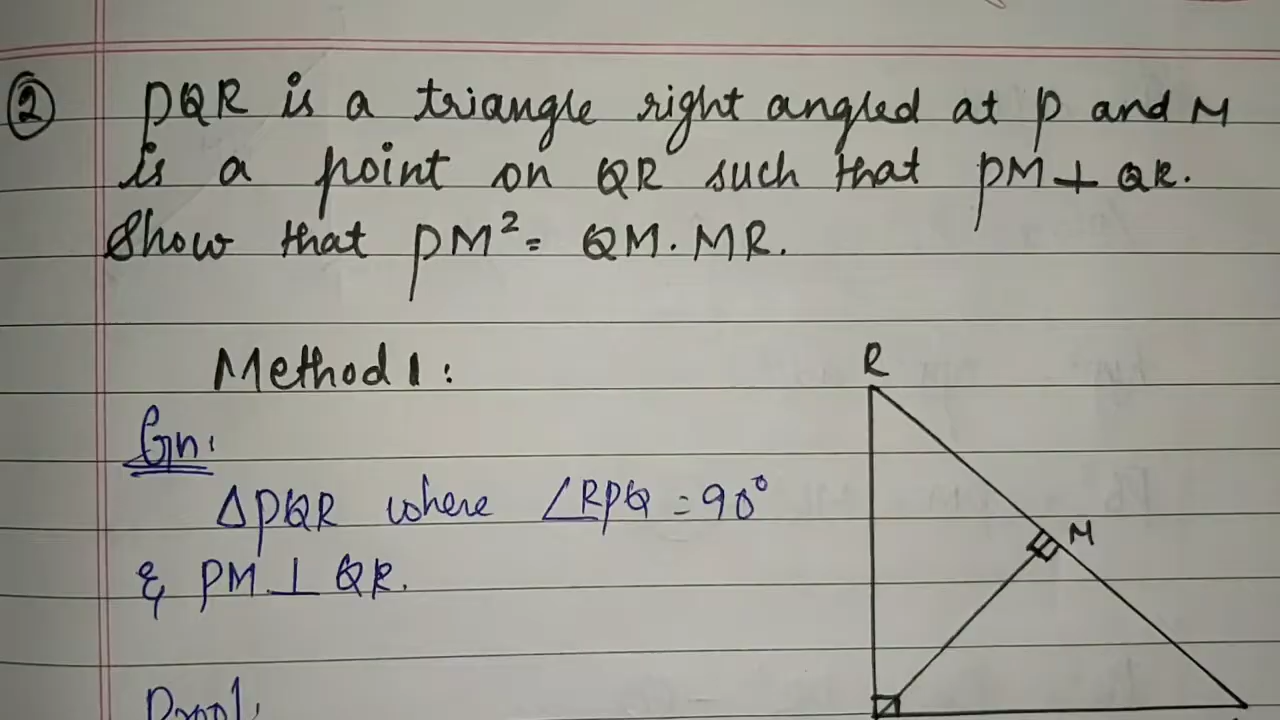 ② PQR is a triangle right angled at P and M
is a point on QR such that PM ⊥ QR.
Show that PM² = QM. MR.
Method 1:
Gn:
ΔPQR where ∠RPQ = 90°
& PM ⊥ QR.
R
M
Proof: